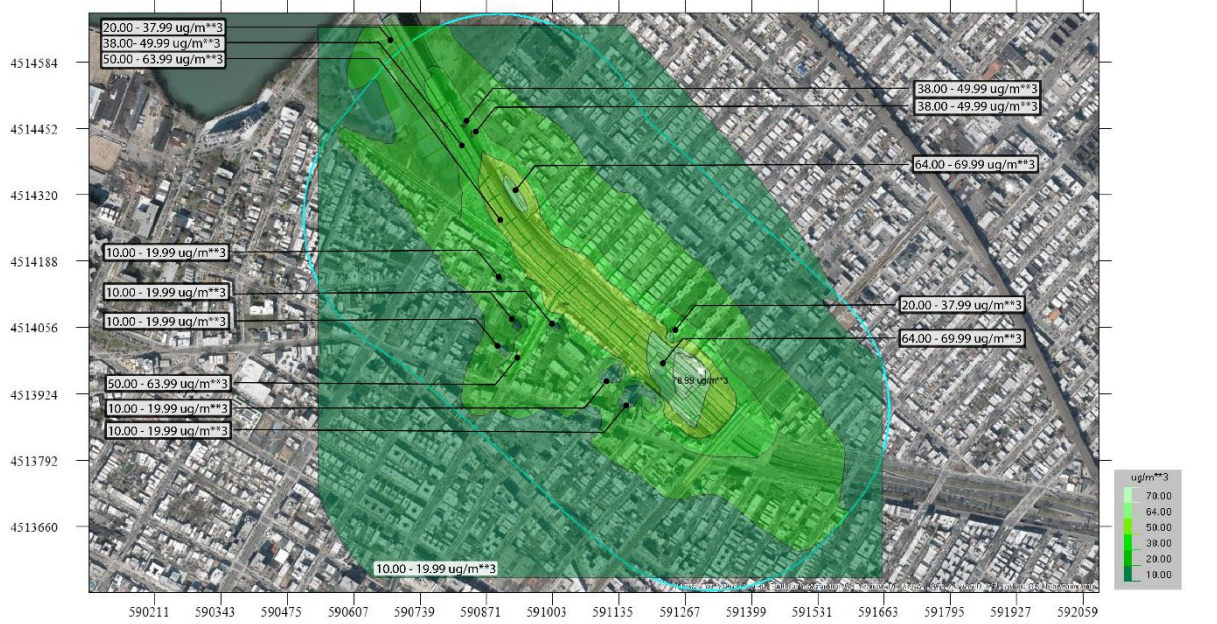 20.00 - 37.99 ug/m**3
38.00 - 49.99 ug/m**3
50.00 - 63.99 ug/m**3
38.00 - 49.99 ug/m**3
38.00 - 49.99 ug/m**3
64.00 - 69.99 ug/m**3
10.00 - 19.99 ug/m**3
10.00 - 19.99 ug/m**3
20.00 - 37.99 ug/m**3
10.00 - 19.99 ug/m**3
64.00 - 69.99 ug/m**3
50.00 - 63.99 ug/m**3
10.00 - 19.99 ug/m**3
10.00 - 19.99 ug/m**3
10.00 - 19.99 ug/m**3
4514584
4514452
4514320
4514188
4514056
4513924
4513792
4513660
ug/m**3
70.00
64.00
50.00
38.00
20.00
10.00
590211 590343 590475 590607 590739 590871 591003 591155 591267 591399 591551 591663 591795 591927 592059